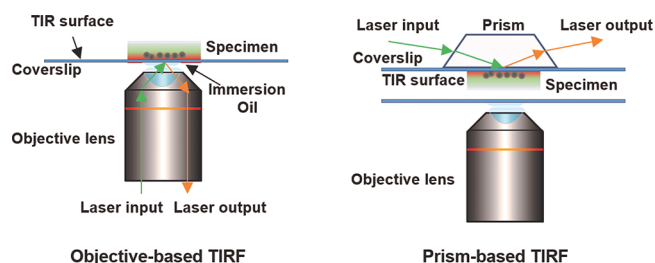 TIR surface
Specimen
Coverslip
Immersion
Oil
Objective lens
Laser input
Laser output
Objective-based TIRF
Laser input
Prism
Laser output
Coverslip
TIR surface
Specimen
Objective lens
Prism-based TIRF